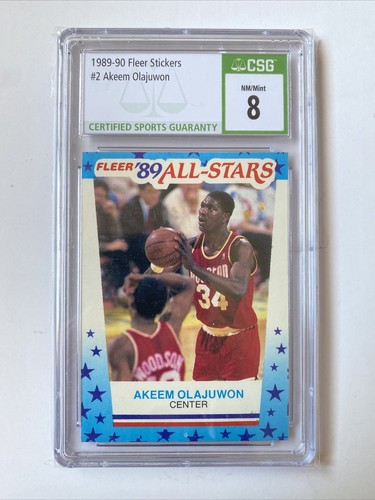 1989-90 Fleer Stickers
#2 Akeem Olajuwon
CERTIFIED SPORTS GUARANTY
CSG
NM/Mint
8
FLEER '89 ALL-STARS
34
WOODSON
AKEEM OLAJUWON
CENTER